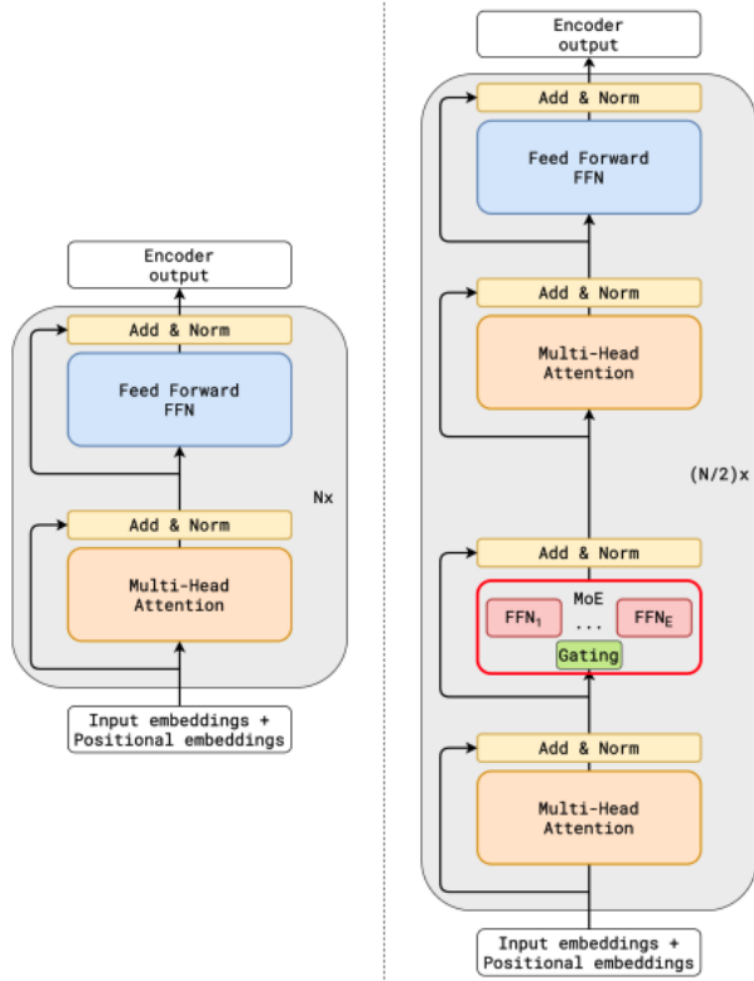 Encoder
output
Add & Norm
Feed Forward
FFN
Add & Norm
Multi-Head
Attention
Nx
Input embeddings +
Positional embeddings
Encoder
output
Add & Norm
Feed Forward
FFN
Add & Norm
Multi-Head
Attention
(N/2)x
Add & Norm
MoE
FFN₁ ... FFN_E
Gating
Add & Norm
Multi-Head
Attention
Input embeddings +
Positional embeddings